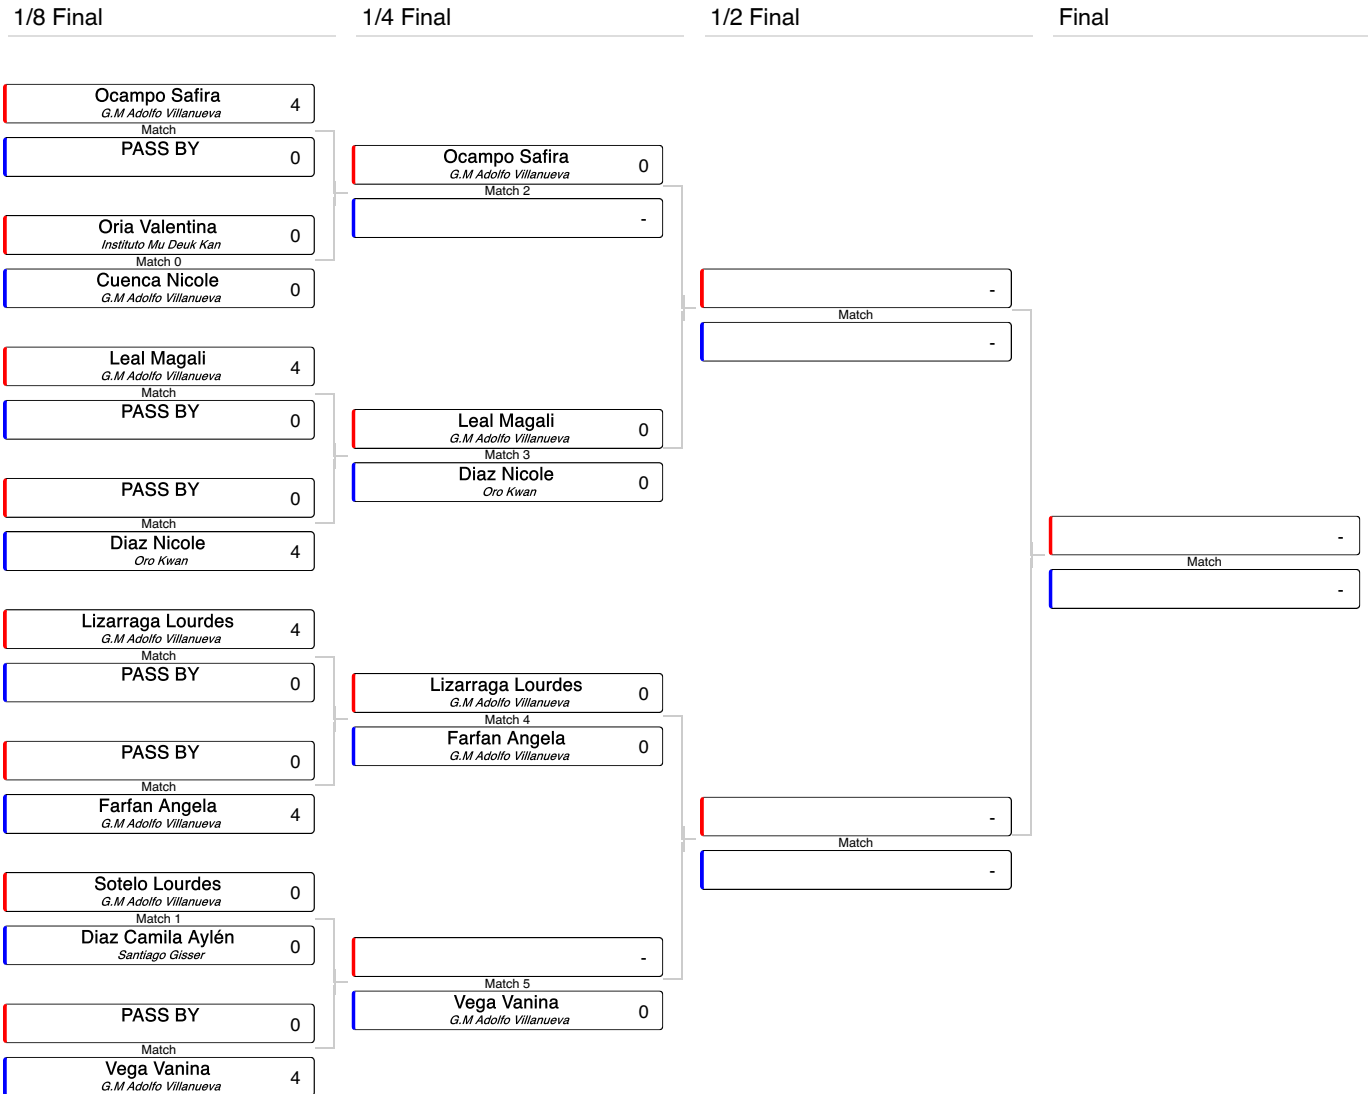 1/8 Final
1/4 Final
1/2 Final
Final
Ocampo Safira 4
G.M Adolfo Villanueva
Match
PASS BY 0
Oria Valentina 0
Instituto Mu Deuk Kan
Match 0
Cuenca Nicole 0
G.M Adolfo Villanueva
Leal Magali 4
G.M Adolfo Villanueva
Match
PASS BY 0
PASS BY 0
Match
Diaz Nicole 4
Oro Kwan
Lizarraga Lourdes 4
G.M Adolfo Villanueva
Match
PASS BY 0
PASS BY 0
Match
Farfan Angela 4
G.M Adolfo Villanueva
Sotelo Lourdes 0
G.M Adolfo Villanueva
Match 1
Diaz Camila Aylén 0
Santiago Gisser
PASS BY 0
Match
Vega Vanina 4
G.M Adolfo Villanueva
Ocampo Safira 0
G.M Adolfo Villanueva
Match 2
-
Leal Magali 0
G.M Adolfo Villanueva
Match 3
Diaz Nicole 0
Oro Kwan
Lizarraga Lourdes 0
G.M Adolfo Villanueva
Match 4
Farfan Angela 0
G.M Adolfo Villanueva
-
Match 5
Vega Vanina 0
G.M Adolfo Villanueva
-
Match
-
-
Match
-
-
Match
-